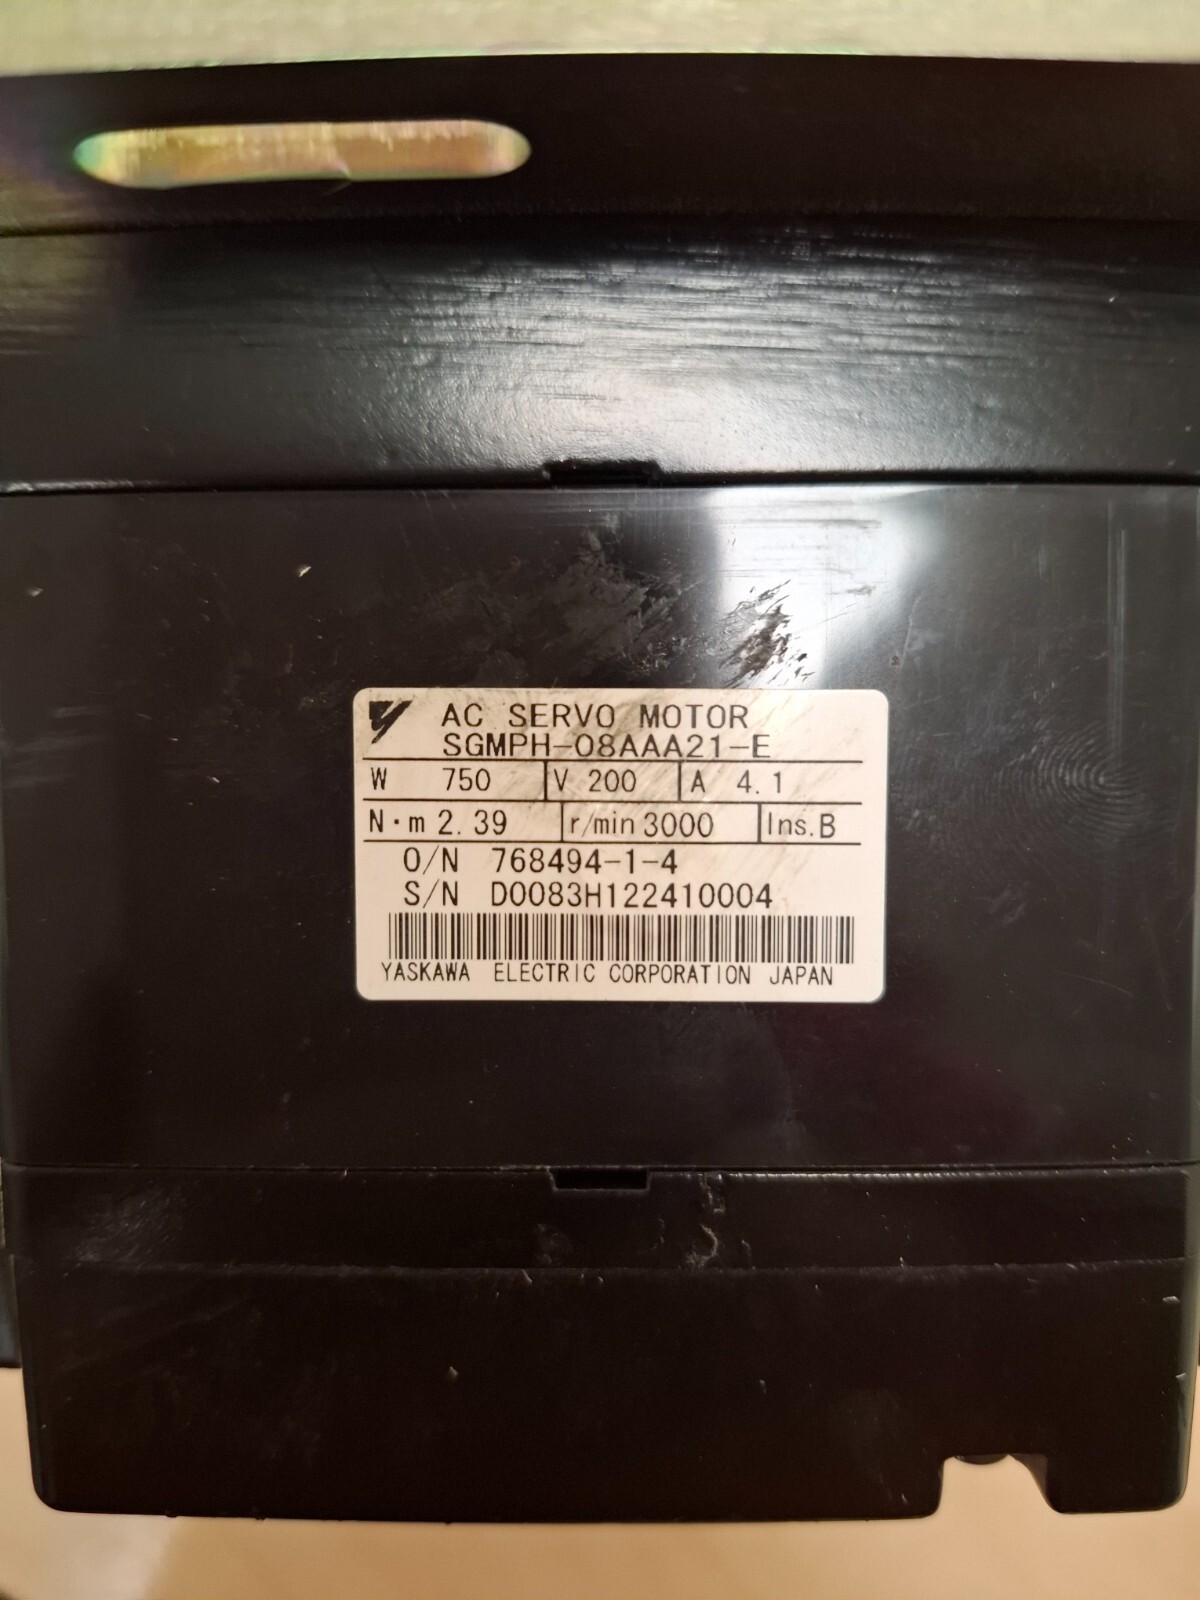 AC SERVO MOTOR
SGMPH-08AAA21-E
W 750 V 200 A 4.1
N·m 2.39 r/min 3000 Ins. B
O/N 768494-1-4
S/N D0083H122410004
YASKAWA ELECTRIC CORPORATION JAPAN